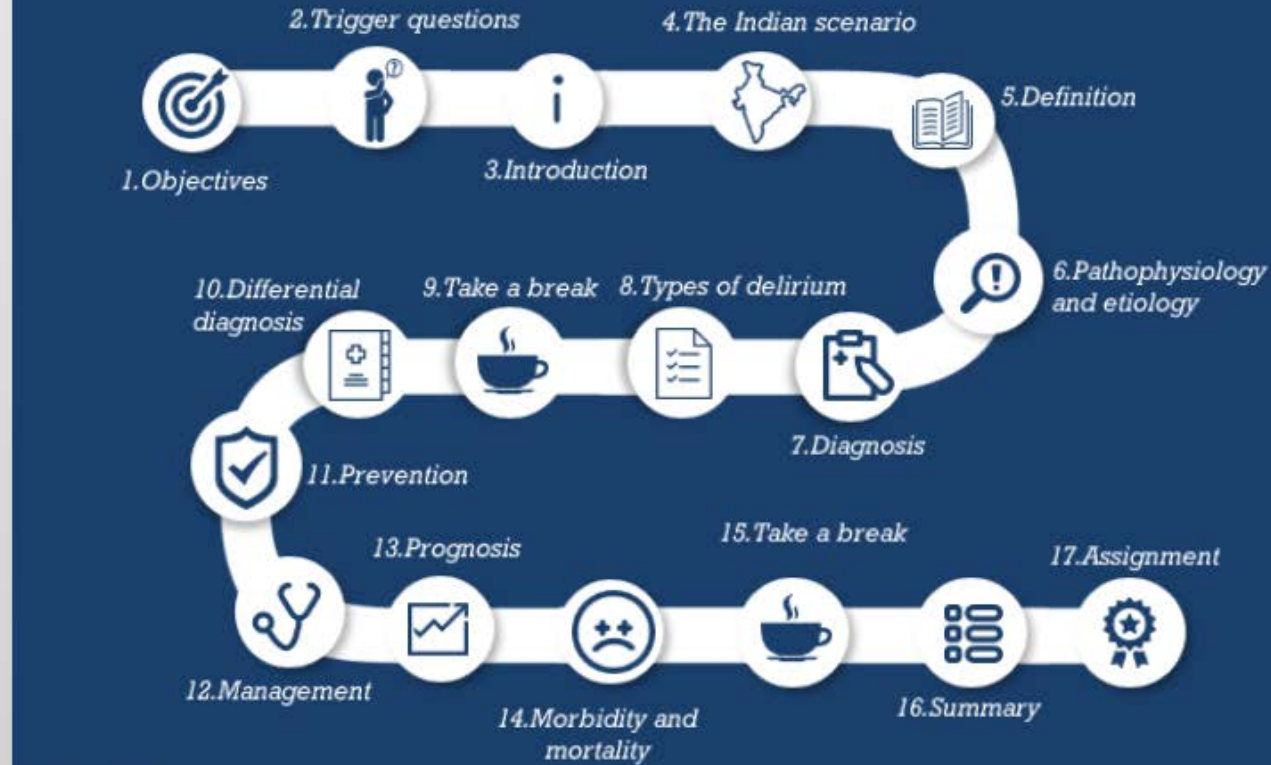 1.Objectives
2.Trigger questions
3.Introduction
4.The Indian scenario
5.Definition
6.Pathophysiology
and etiology
7.Diagnosis
8.Types of delirium
9.Take a break
10.Differential
diagnosis
11.Prevention
12.Management
13.Prognosis
14.Morbidity and
mortality
15.Take a break
16.Summary
17.Assignment